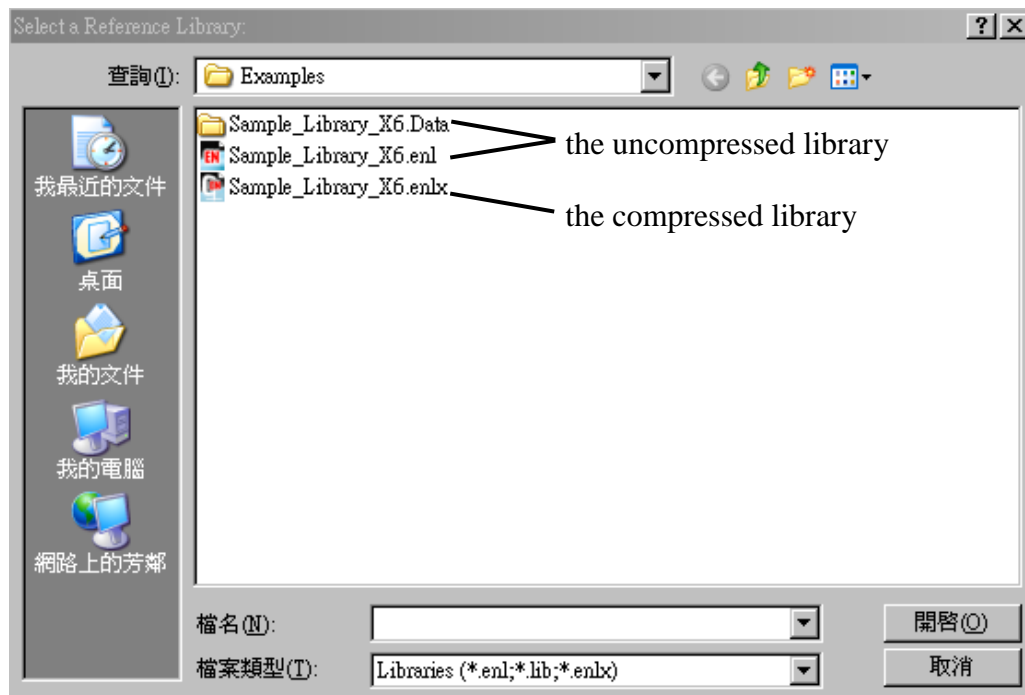 Select a Reference Library:
查詢(I):
Examples
Sample_Library_X6.Data
Sample_Library_X6.enl
Sample_Library_X6.enlx
the uncompressed library
the compressed library
我最近的文件
桌面
我的文件
我的電腦
網路上的芳鄰
檔名(N):
開啓(O)
檔案類型(T):
Libraries (*.enl;*.lib;*.enlx)
取消